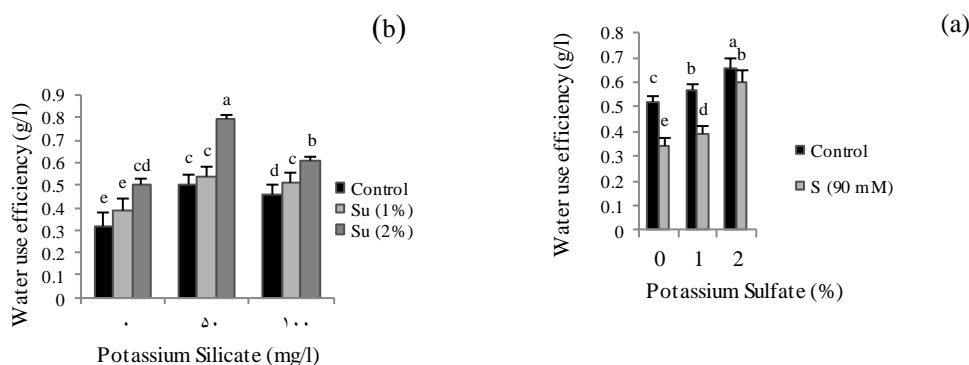 (b)
Water use efficiency (g/l)
0.9
0.8
0.7
0.6
0.5
0.4
0.3
0.2
0.1
0
e e cd
c c a
d c b
۰ ۵۰ ۱۰۰
Potassium Silicate (mg/l)
Control
Su (1%)
Su (2%)
(a)
Water use efficiency (g/l)
0.8
0.7
0.6
0.5
0.4
0.3
0.2
0.1
0
c e
b d
a b
0 1 2
Potassium Sulfate (%)
Control
S (90 mM)